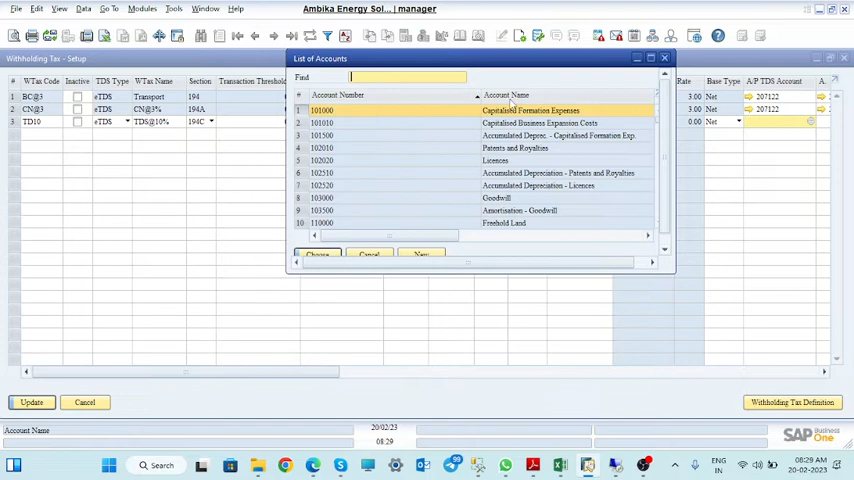 Ambika Energy Sol... | manager
File Edit View Data Go To Modules Tools Window Help
Withholding Tax - Setup
# WTax Code Inactive TDS Type WTax Name Section Transaction Threshold Rate Base Type A/P TDS Account A.
1 BC@3 eTDS Transport 194 3.00 Net 207122
2 CN@3 eTDS CN@3% 194A 3.00 Net 207122
3 TD10 eTDS TDS@10% 194C 0.00 Net
List of Accounts
Find
# Account Number Account Name
1 101000 Capitalised Formation Expenses
2 101010 Capitalised Business Expansion Costs
3 101500 Accumulated Deprec. - Capitalised Formation Exp.
4 102010 Patents and Royalties
5 102020 Licences
6 102510 Accumulated Depreciation - Patents and Royalties
7 102520 Accumulated Depreciation - Licences
8 103000 Goodwill
9 103500 Amortisation - Goodwill
10 110000 Freehold Land
Choose Cancel New
Update Cancel Withholding Tax Definition
Account Name 20/02/23
08:29
SAP Business One
Search 99 ENG IN 08:29 AM 20-02-2023